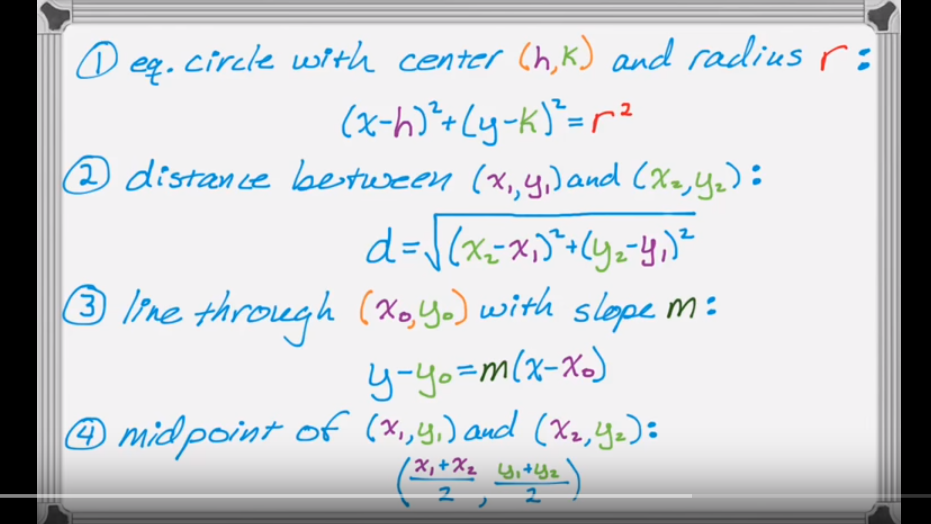 ① eq. circle with center (h,k) and radius r:
(x-h)²+(y-k)²=r²
② distance between (x₁,y₁) and (x₂,y₂):
d=√(x₂-x₁)²+(y₂-y₁)²
③ line through (x₀,y₀) with slope m:
y-y₀=m(x-x₀)
④ midpoint of (x₁,y₁) and (x₂,y₂):
(x₁+x₂/2, y₁+y₂/2)